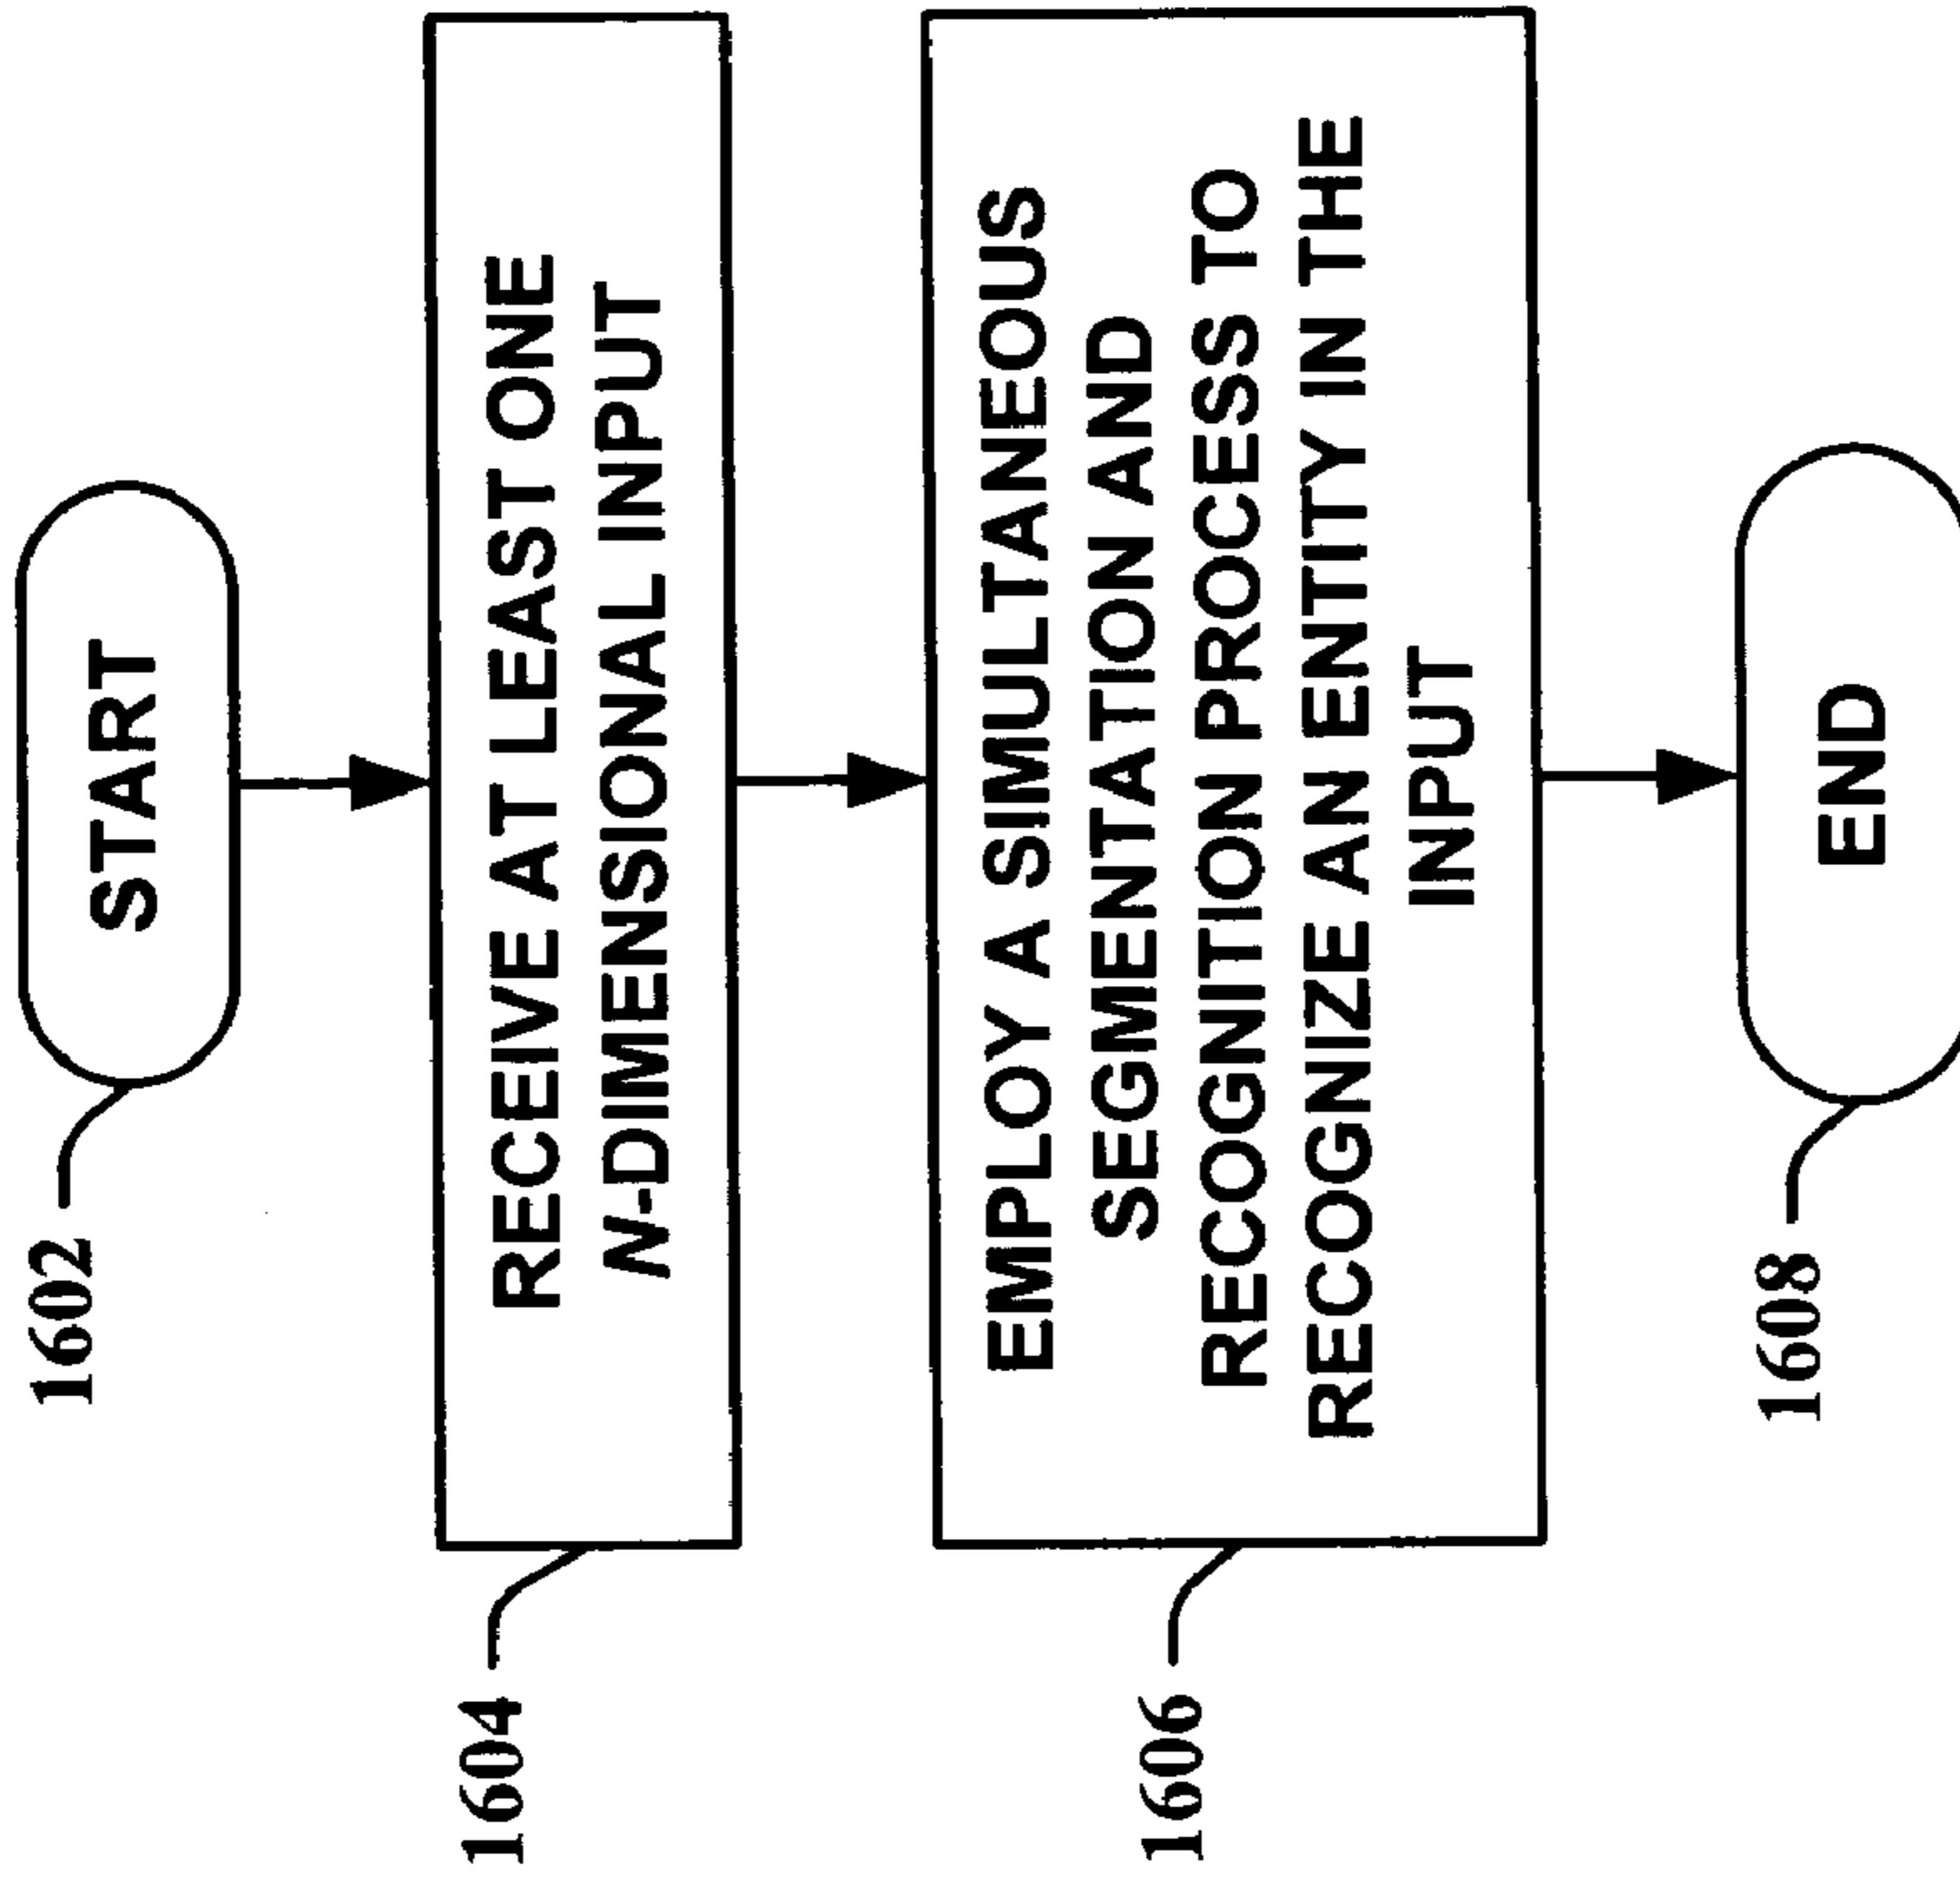 1602
START
1604
RECEIVE AT LEAST ONE
N-DIMENSIONAL INPUT
1606
EMPLOY A SIMULTANEOUS
SEGMENTATION AND
RECOGNITION PROCESS TO
RECOGNIZE AN ENTITY IN THE
INPUT
1608
END